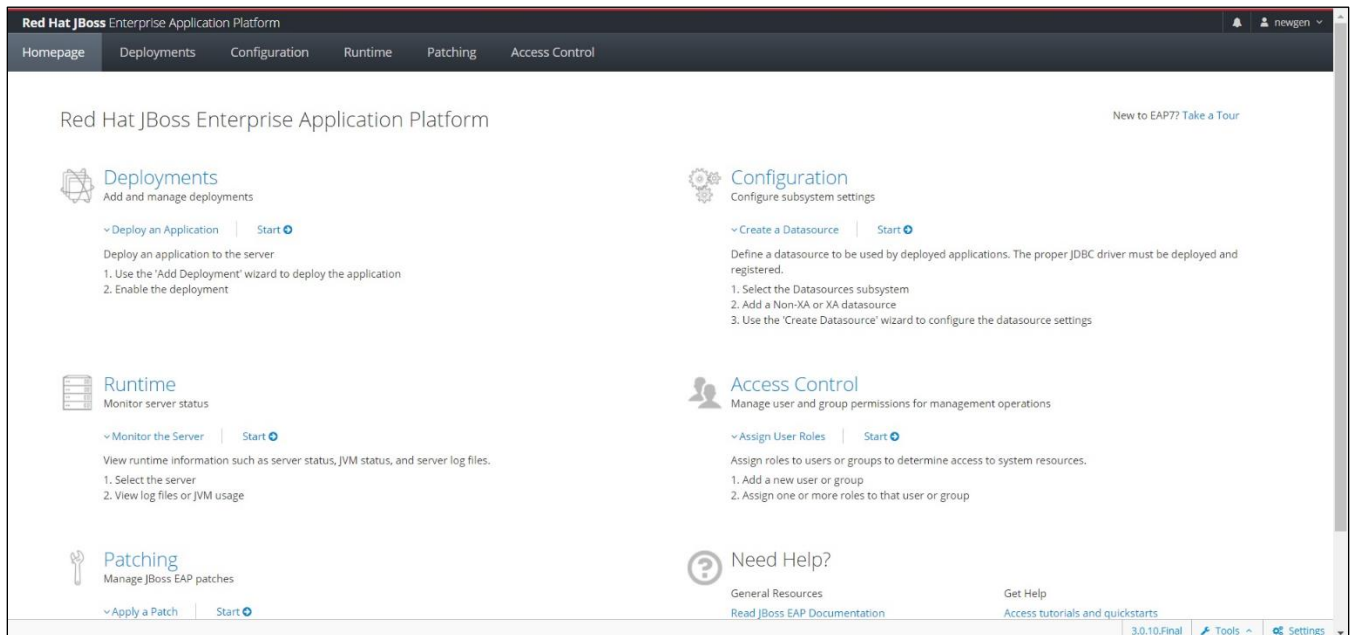 Red Hat JBoss Enterprise Application Platform
newgen
Homepage Deployments Configuration Runtime Patching Access Control
Red Hat JBoss Enterprise Application Platform
New to EAP7? Take a Tour
Deployments
Add and manage deployments
Deploy an Application Start
Deploy an application to the server
1. Use the 'Add Deployment' wizard to deploy the application
2. Enable the deployment
Configuration
Configure subsystem settings
Create a Datasource Start
Define a datasource to be used by deployed applications. The proper JDBC driver must be deployed and
registered.
1. Select the Datasources subsystem
2. Add a Non-XA or XA datasource
3. Use the 'Create Datasource' wizard to configure the datasource settings
Runtime
Monitor server status
Monitor the Server Start
View runtime information such as server status, JVM status, and server log files.
1. Select the server
2. View log files or JVM usage
Access Control
Manage user and group permissions for management operations
Assign User Roles Start
Assign roles to users or groups to determine access to system resources.
1. Add a new user or group
2. Assign one or more roles to that user or group
Patching
Manage JBoss EAP patches
Apply a Patch Start
Need Help?
General Resources
Read JBoss EAP Documentation
Get Help
Access tutorials and quickstarts
3.0.10.Final Tools Settings